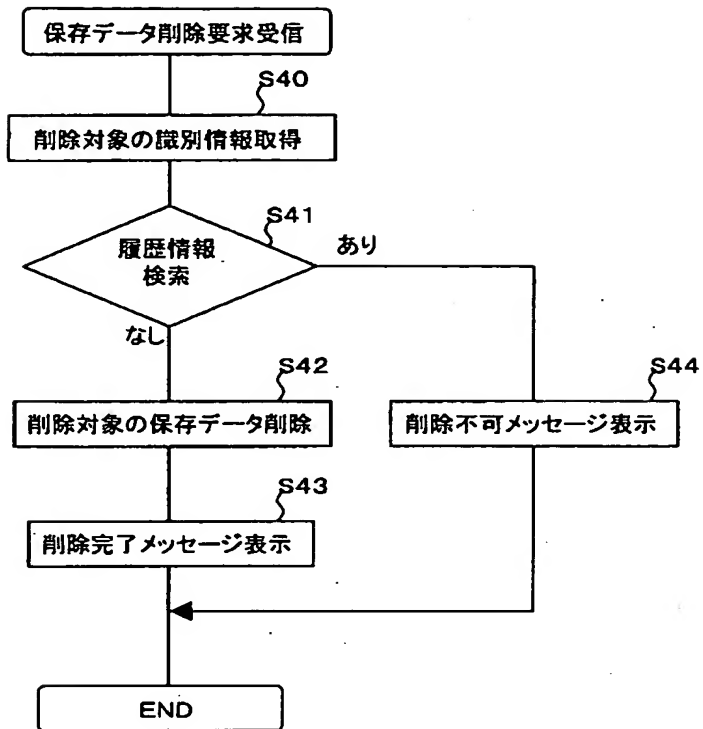 保存データ削除要求受信
S40
削除対象の識別情報取得
S41
履歴情報
検索
あり
なし
S42
削除対象の保存データ削除
S44
削除不可メッセージ表示
S43
削除完了メッセージ表示
END